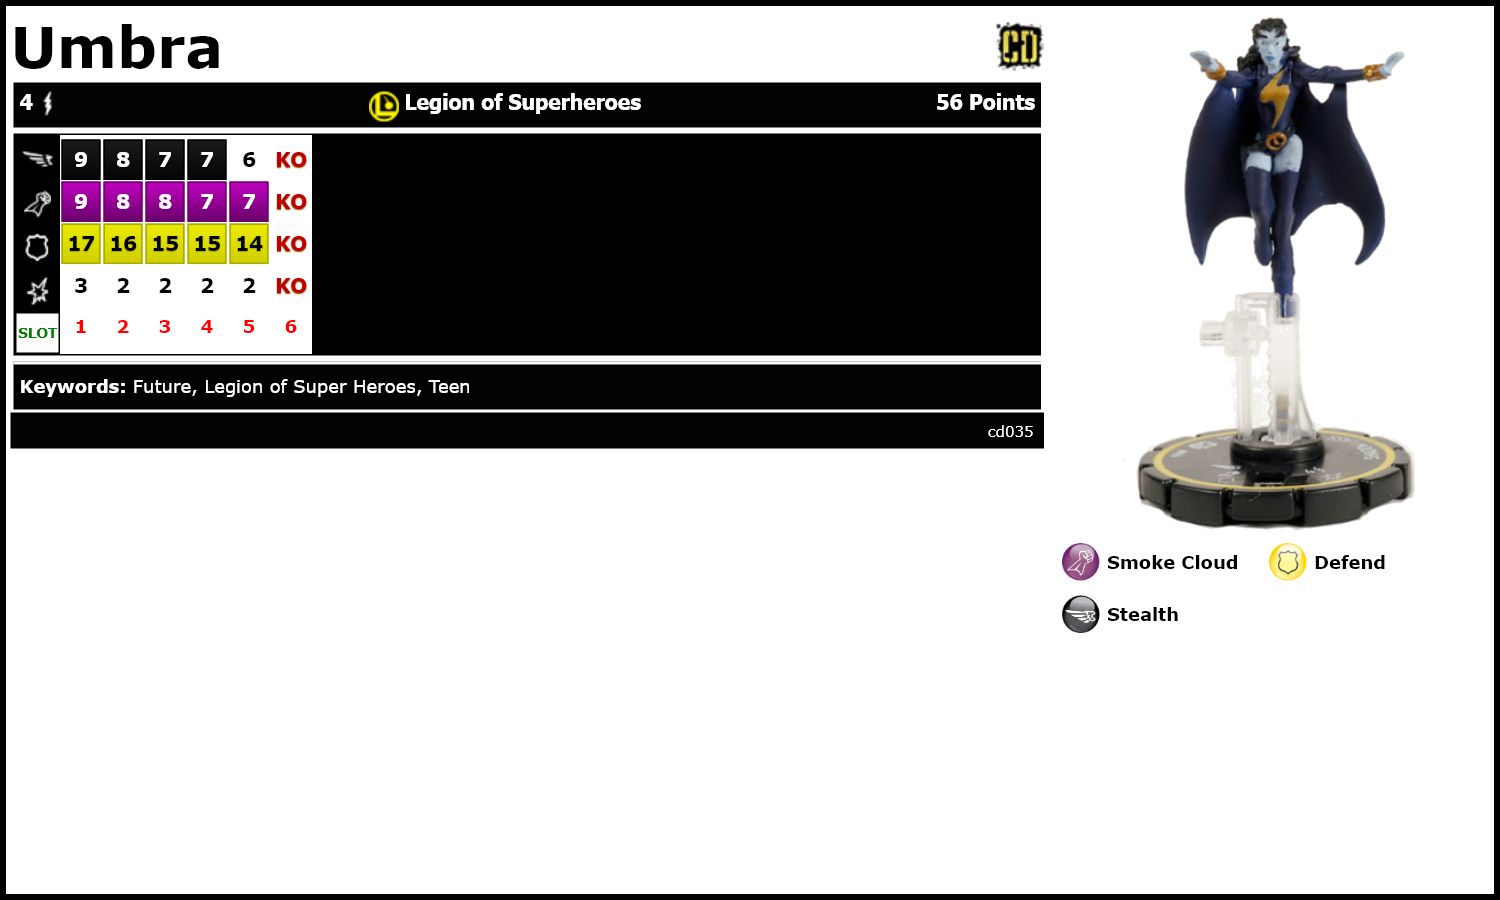 Umbra
CD
4 Legion of Superheroes 56 Points
9 8 7 7 6 KO
9 8 8 7 7 KO
17 16 15 15 14 KO
3 2 2 2 2 KO
SLOT 1 2 3 4 5 6
Keywords: Future, Legion of Super Heroes, Teen
cd035
Smoke Cloud Defend
Stealth